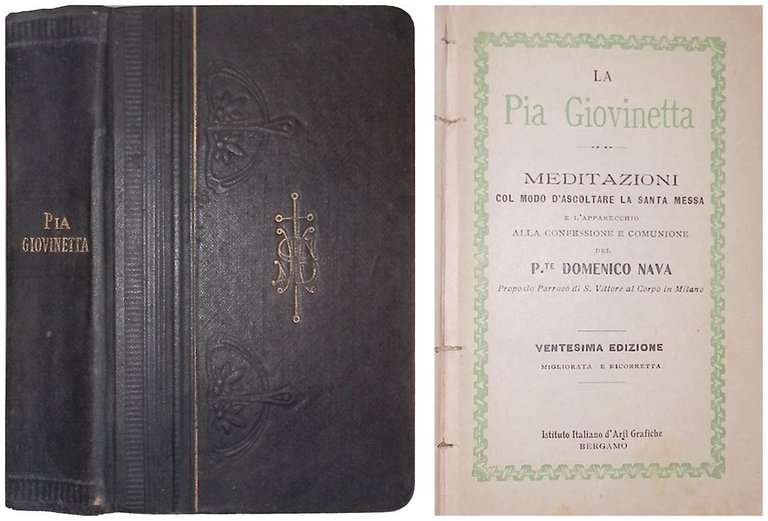 PIA
GIOVINETTA
LA
Pia Giovinetta
MEDITAZIONI
COL MODO D'ASCOLTARE LA SANTA MESSA
E L'APPARECCHIO
ALLA CONFESSIONE E COMUNIONE
DEL
P.TE DOMENICO NAVA
Proposto Parroco di S. Vittore al Corpo in Milano
VENTESIMA EDIZIONE
MIGLIORATA E RICORRETTA
Istituto Italiano d'Arti Grafiche
BERGAMO